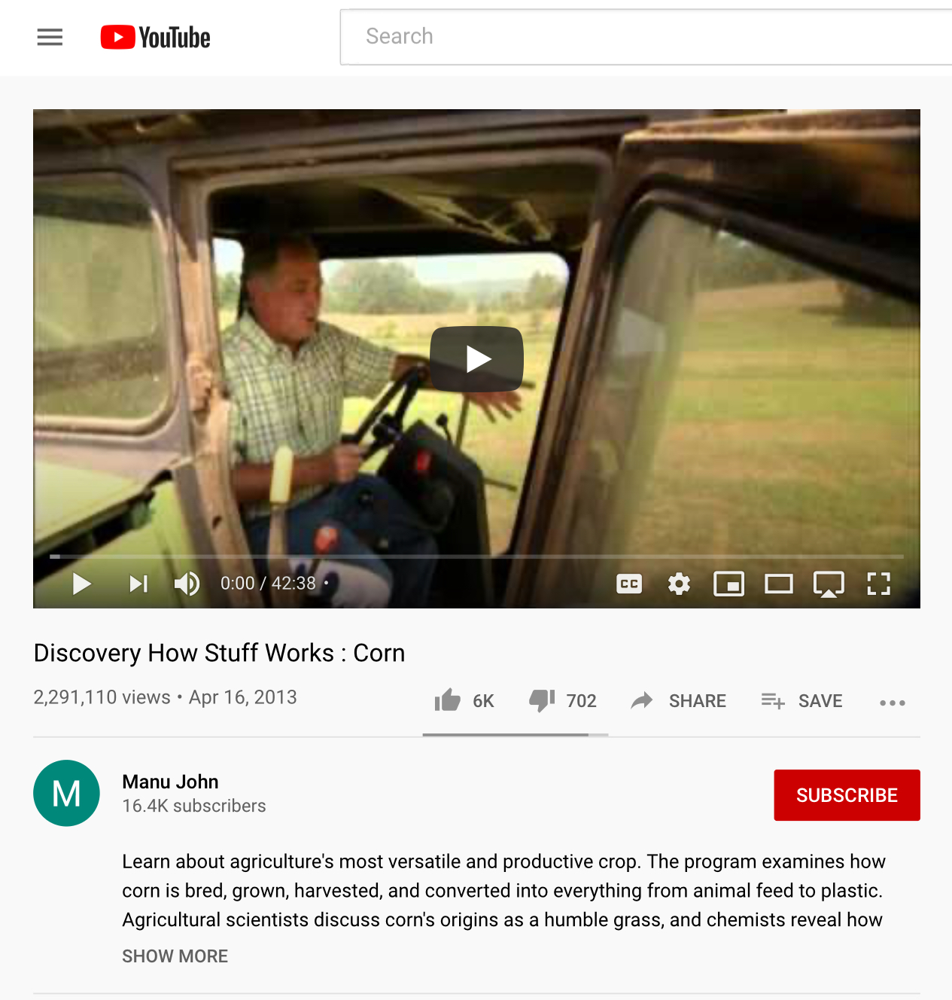 YouTube
Search
0:00 / 42:38 •
CC
Discovery How Stuff Works : Corn
2,291,110 views • Apr 16, 2013
6K
702
SHARE
SAVE
M
Manu John
16.4K subscribers
SUBSCRIBE
Learn about agriculture's most versatile and productive crop. The program examines how
corn is bred, grown, harvested, and converted into everything from animal feed to plastic.
Agricultural scientists discuss corn's origins as a humble grass, and chemists reveal how
SHOW MORE